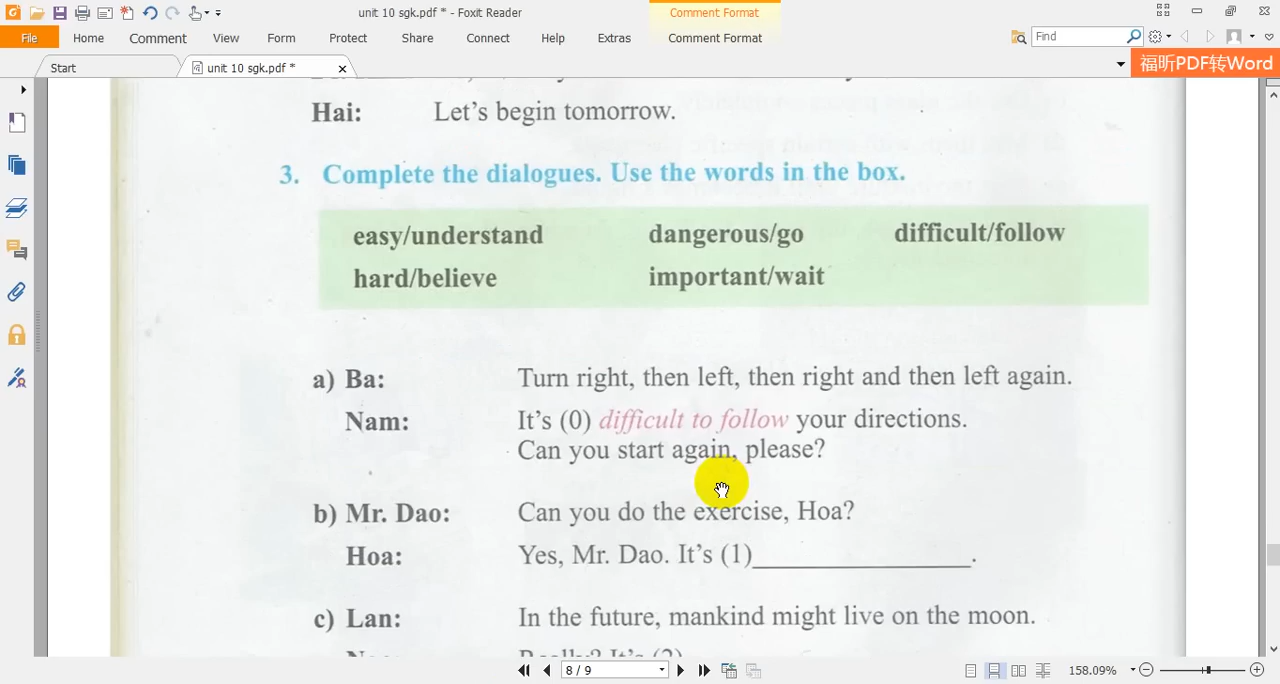 unit 10 sgk.pdf * - Foxit Reader
Comment Format
File Home Comment View Form Protect Share Connect Help Extras Comment Format Find
Start unit 10 sgk.pdf * 福昕PDF转Word
Hai: Let's begin tomorrow.
3. Complete the dialogues. Use the words in the box.
easy/understand dangerous/go difficult/follow
hard/believe important/wait
a) Ba: Turn right, then left, then right and then left again.
Nam: It's (0) difficult to follow your directions.
Can you start again, please?
b) Mr. Dao: Can you do the exercise, Hoa?
Hoa: Yes, Mr. Dao. It's (1)_______________.
c) Lan: In the future, mankind might live on the moon.
Really? It's (2)
8 / 9 158.09%